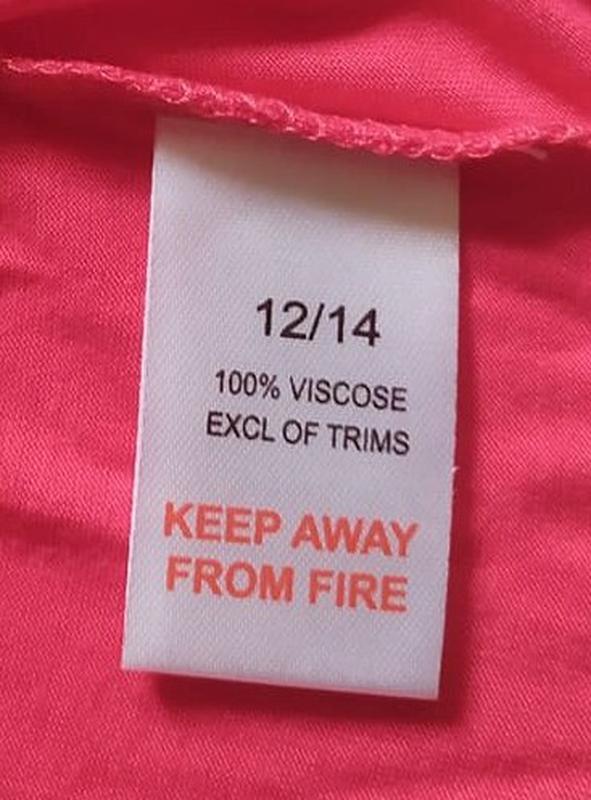 12/14
100% VISCOSE
EXCL OF TRIMS
KEEP AWAY
FROM FIRE